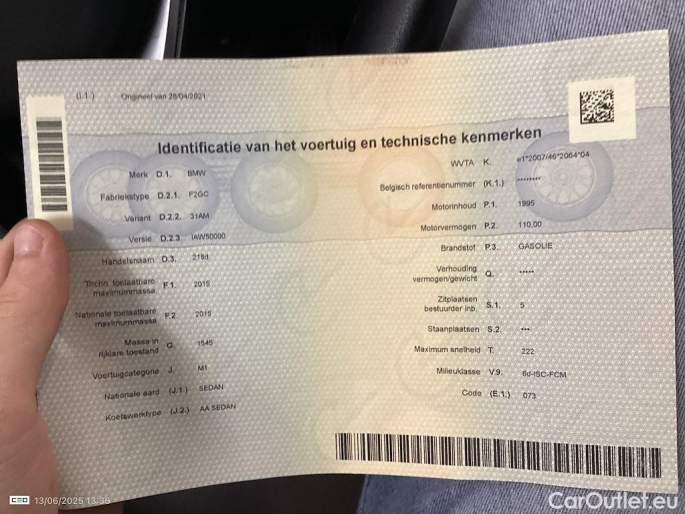 (I.1.) Origineel van 28/04/2021
Identificatie van het voertuig en technische kenmerken
Merk D.1. BMW
Fabriekstype D.2.1. F2GC
Variant D.2.2. 31AM
Versie D.2.3. IAW50000
Handelsnaam D.3. 218d
Techn. toelaatbare
maximummassa F.1. 2015
Nationale toelaatbare
maximummassa F.2. 2015
Massa in
rijklare toestand G. 1545
Voertuigcategorie J. M1
Nationale aard (J.1.) SEDAN
Koetswerktype (J.2.) AA SEDAN
WVTA K. e1*2007/46*2064*04
Belgisch referentienummer (K.1.) ********
Motorinhoud P.1. 1995
Motorvermogen P.2. 110,00
Brandstof P.3. GASOLIE
Verhouding
vermogen/gewicht Q. *****
Zitplaatsen
bestuurder inb. S.1. 5
Staanplaatsen S.2. ***
Maximum snelheid T. 222
Milieuklasse V.9. 6d-ISC-FCM
Code (E.1.) 073
13/06/2025 13:36
CarOutlet.eu